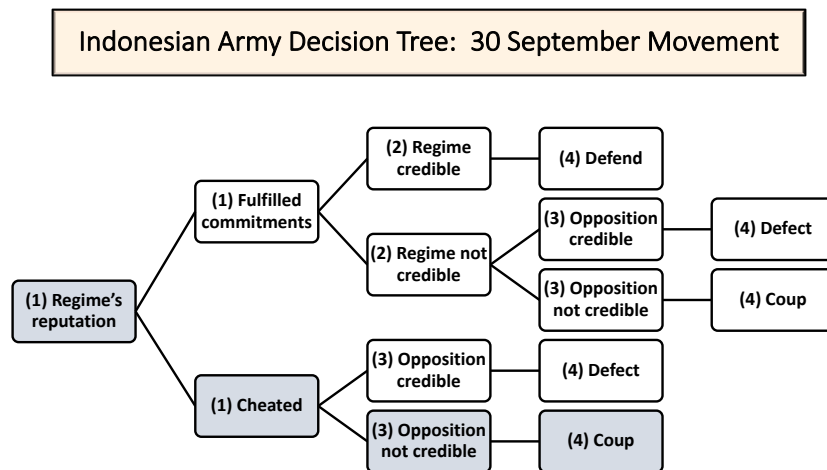 Indonesian Army Decision Tree: 30 September Movement
(2) Regime
credible
(4) Defend
(1) Fulfilled
commitments
(3) Opposition
credible
(4) Defect
(2) Regime not
credible
(3) Opposition
not credible
(4) Coup
(1) Regime's
reputation
(3) Opposition
credible
(4) Defect
(1) Cheated
(3) Opposition
not credible
(4) Coup